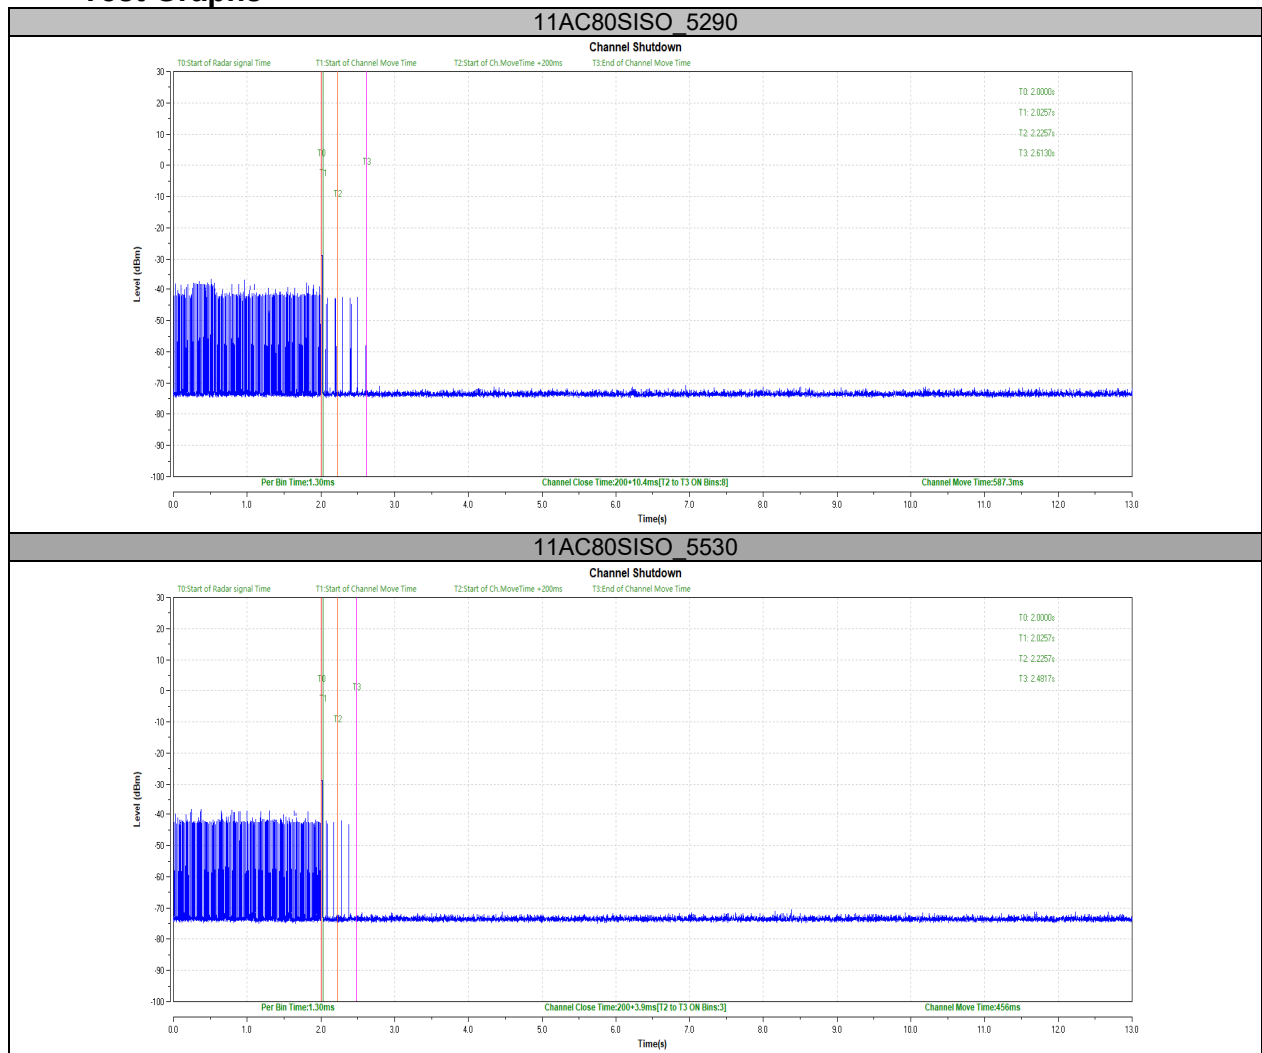 Test Graphs
11AC80SISO_5290
Channel Shutdown
T0:Start of Radar signal Time T1:Start of Channel Move Time T2:Start of Ch.MoveTime +200ms T3:End of Channel Move Time
30
20
10
0
-10
-20
-30
-40
-50
-60
-70
-80
-90
-100
Level (dBm)
T0
T1
T2
T3
T0: 2.0000s
T1: 2.0257s
T2: 2.2257s
T3: 2.6130s
Per Bin Time:1.30ms Channel Close Time:200+10.4ms[T2 to T3 ON Bins:8] Channel Move Time:587.3ms
0.0 1.0 2.0 3.0 4.0 5.0 6.0 7.0 8.0 9.0 10.0 11.0 12.0 13.0
Time(s)
11AC80SISO_5530
Channel Shutdown
T0:Start of Radar signal Time T1:Start of Channel Move Time T2:Start of Ch.MoveTime +200ms T3:End of Channel Move Time
30
20
10
0
-10
-20
-30
-40
-50
-60
-70
-80
-90
-100
Level (dBm)
T0
T1
T2
T3
T0: 2.0000s
T1: 2.0257s
T2: 2.2257s
T3: 2.4817s
Per Bin Time:1.30ms Channel Close Time:200+3.9ms[T2 to T3 ON Bins:3] Channel Move Time:456ms
0.0 1.0 2.0 3.0 4.0 5.0 6.0 7.0 8.0 9.0 10.0 11.0 12.0 13.0
Time(s)